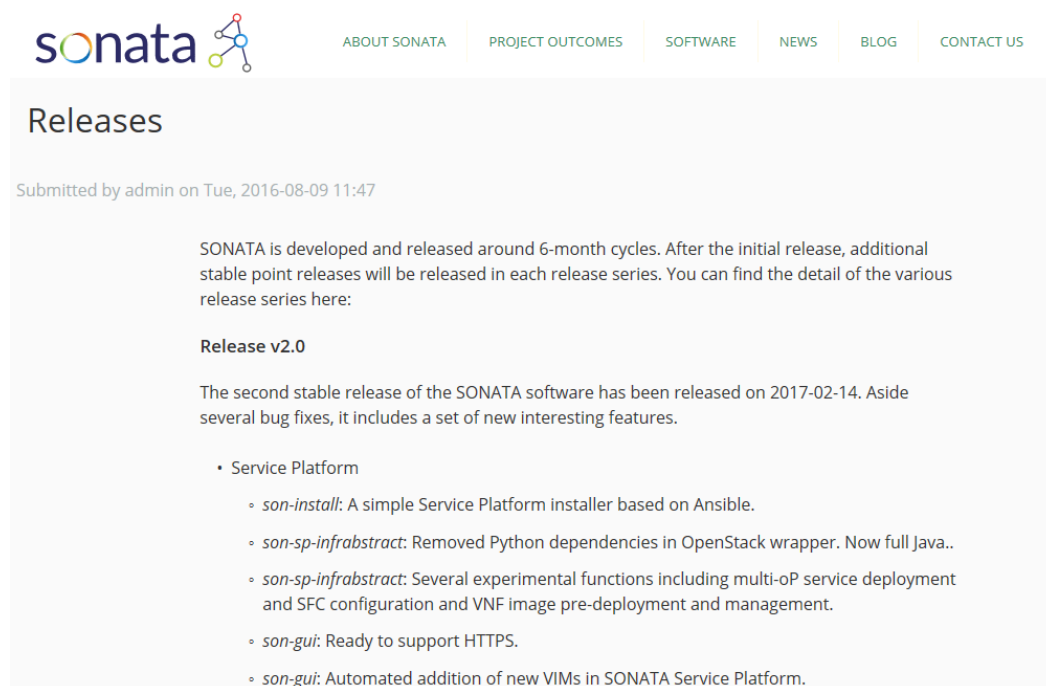 sonata
ABOUT SONATA PROJECT OUTCOMES SOFTWARE NEWS BLOG CONTACT US
Releases
Submitted by admin on Tue, 2016-08-09 11:47
SONATA is developed and released around 6-month cycles. After the initial release, additional
stable point releases will be released in each release series. You can find the detail of the various
release series here:
Release v2.0
The second stable release of the SONATA software has been released on 2017-02-14. Aside
several bug fixes, it includes a set of new interesting features.
• Service Platform
◦ son-install: A simple Service Platform installer based on Ansible.
◦ son-sp-infrabstract: Removed Python dependencies in OpenStack wrapper. Now full Java..
◦ son-sp-infrabstract: Several experimental functions including multi-oP service deployment
and SFC configuration and VNF image pre-deployment and management.
◦ son-gui: Ready to support HTTPS.
◦ son-gui: Automated addition of new VIMs in SONATA Service Platform.